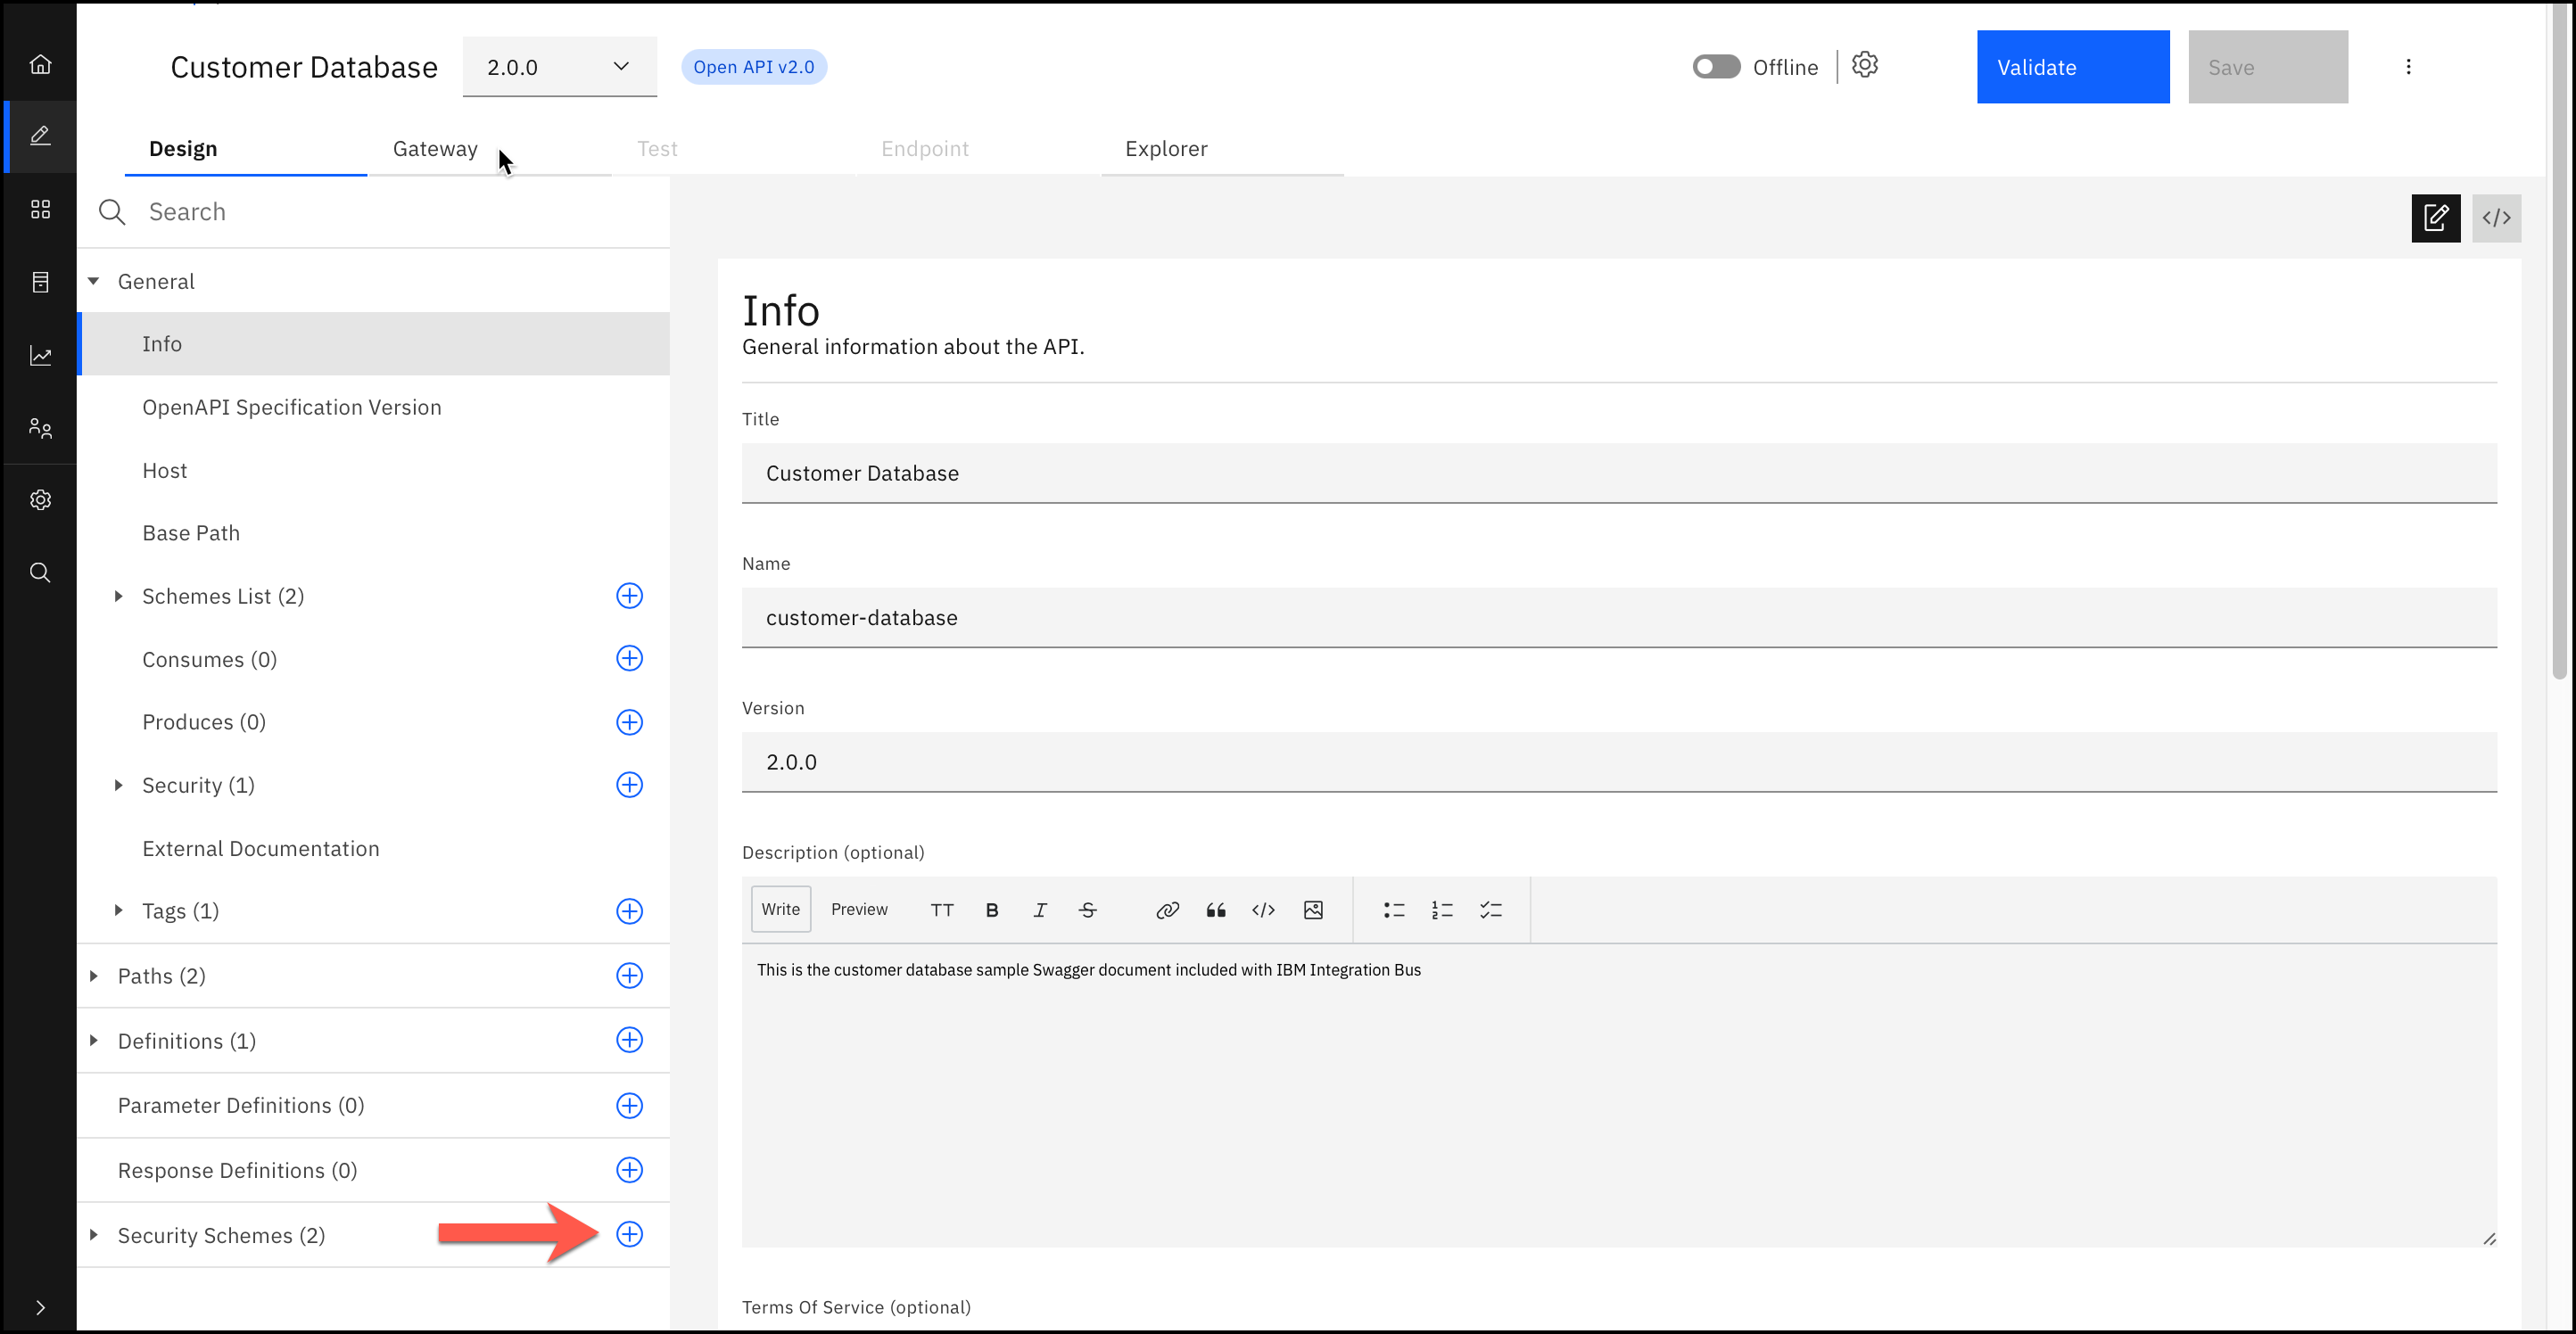 Customer Database
2.0.0
Open API v2.0
Offline
Validate
Save
Design
Gateway
Test
Endpoint
Explorer
Search
General
Info
OpenAPI Specification Version
Host
Base Path
Schemes List (2)
Consumes (0)
Produces (0)
Security (1)
External Documentation
Tags (1)
Paths (2)
Definitions (1)
Parameter Definitions (0)
Response Definitions (0)
Security Schemes (2)
Info
General information about the API.
Title
Customer Database
Name
customer-database
Version
2.0.0
Description (optional)
Write
Preview
This is the customer database sample Swagger document included with IBM Integration Bus
Terms Of Service (optional)